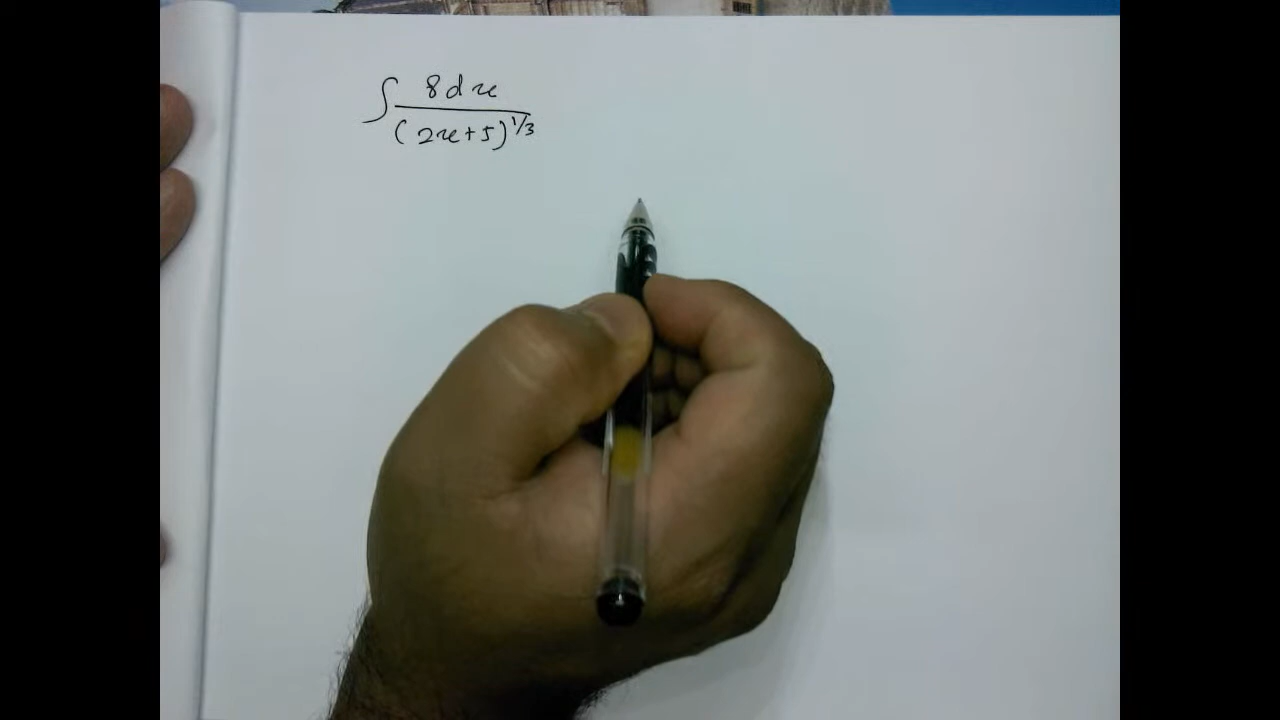 ∫ 8dx / (2x+5)^1/3